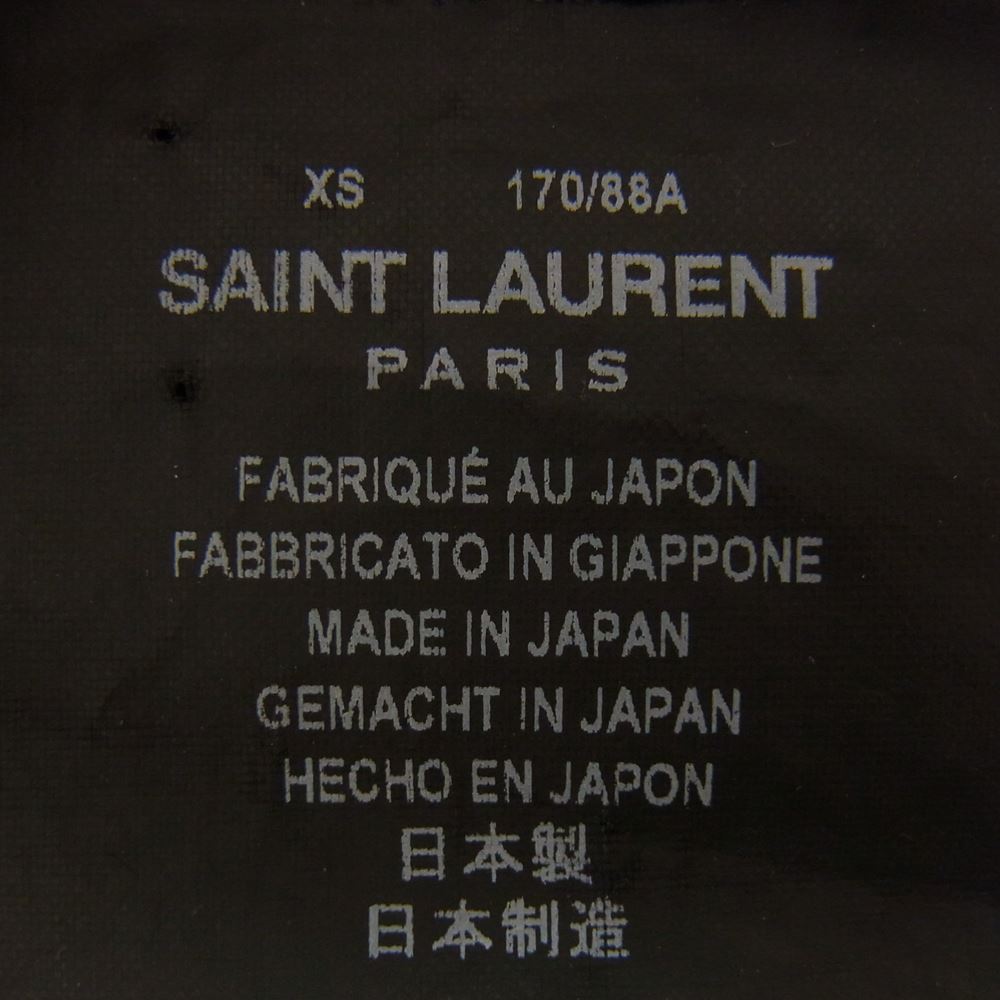 XS 170/88A
SAINT LAURENT
PARIS
FABRIQUÉ AU JAPON
FABBRICATO IN GIAPPONE
MADE IN JAPAN
GEMACHT IN JAPAN
HECHO EN JAPON
日本製
日本制造